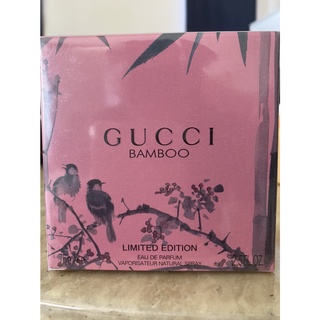 GUCCI
BAMBOO
LIMITED EDITION
EAU DE PARFUM
VAPORISATEUR NATURAL SPRAY